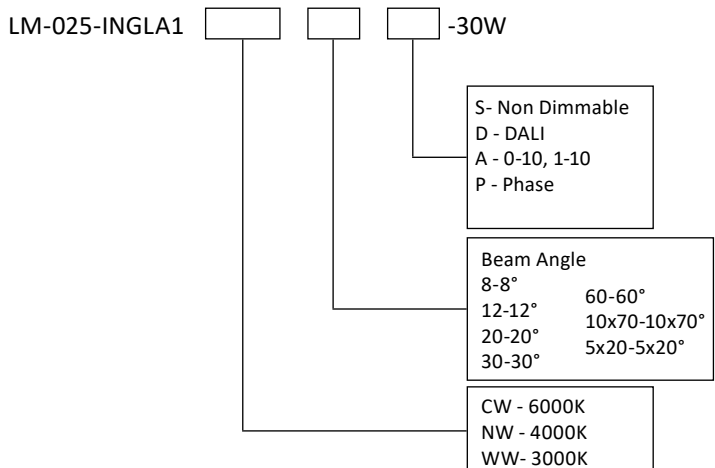 LM-025-INGLA1 -30W
S- Non Dimmable
D - DALI
A - 0-10, 1-10
P - Phase
Beam Angle
8-8°
12-12°
20-20°
30-30°
60-60°
10x70-10x70°
5x20-5x20°
CW - 6000K
NW - 4000K
WW- 3000K